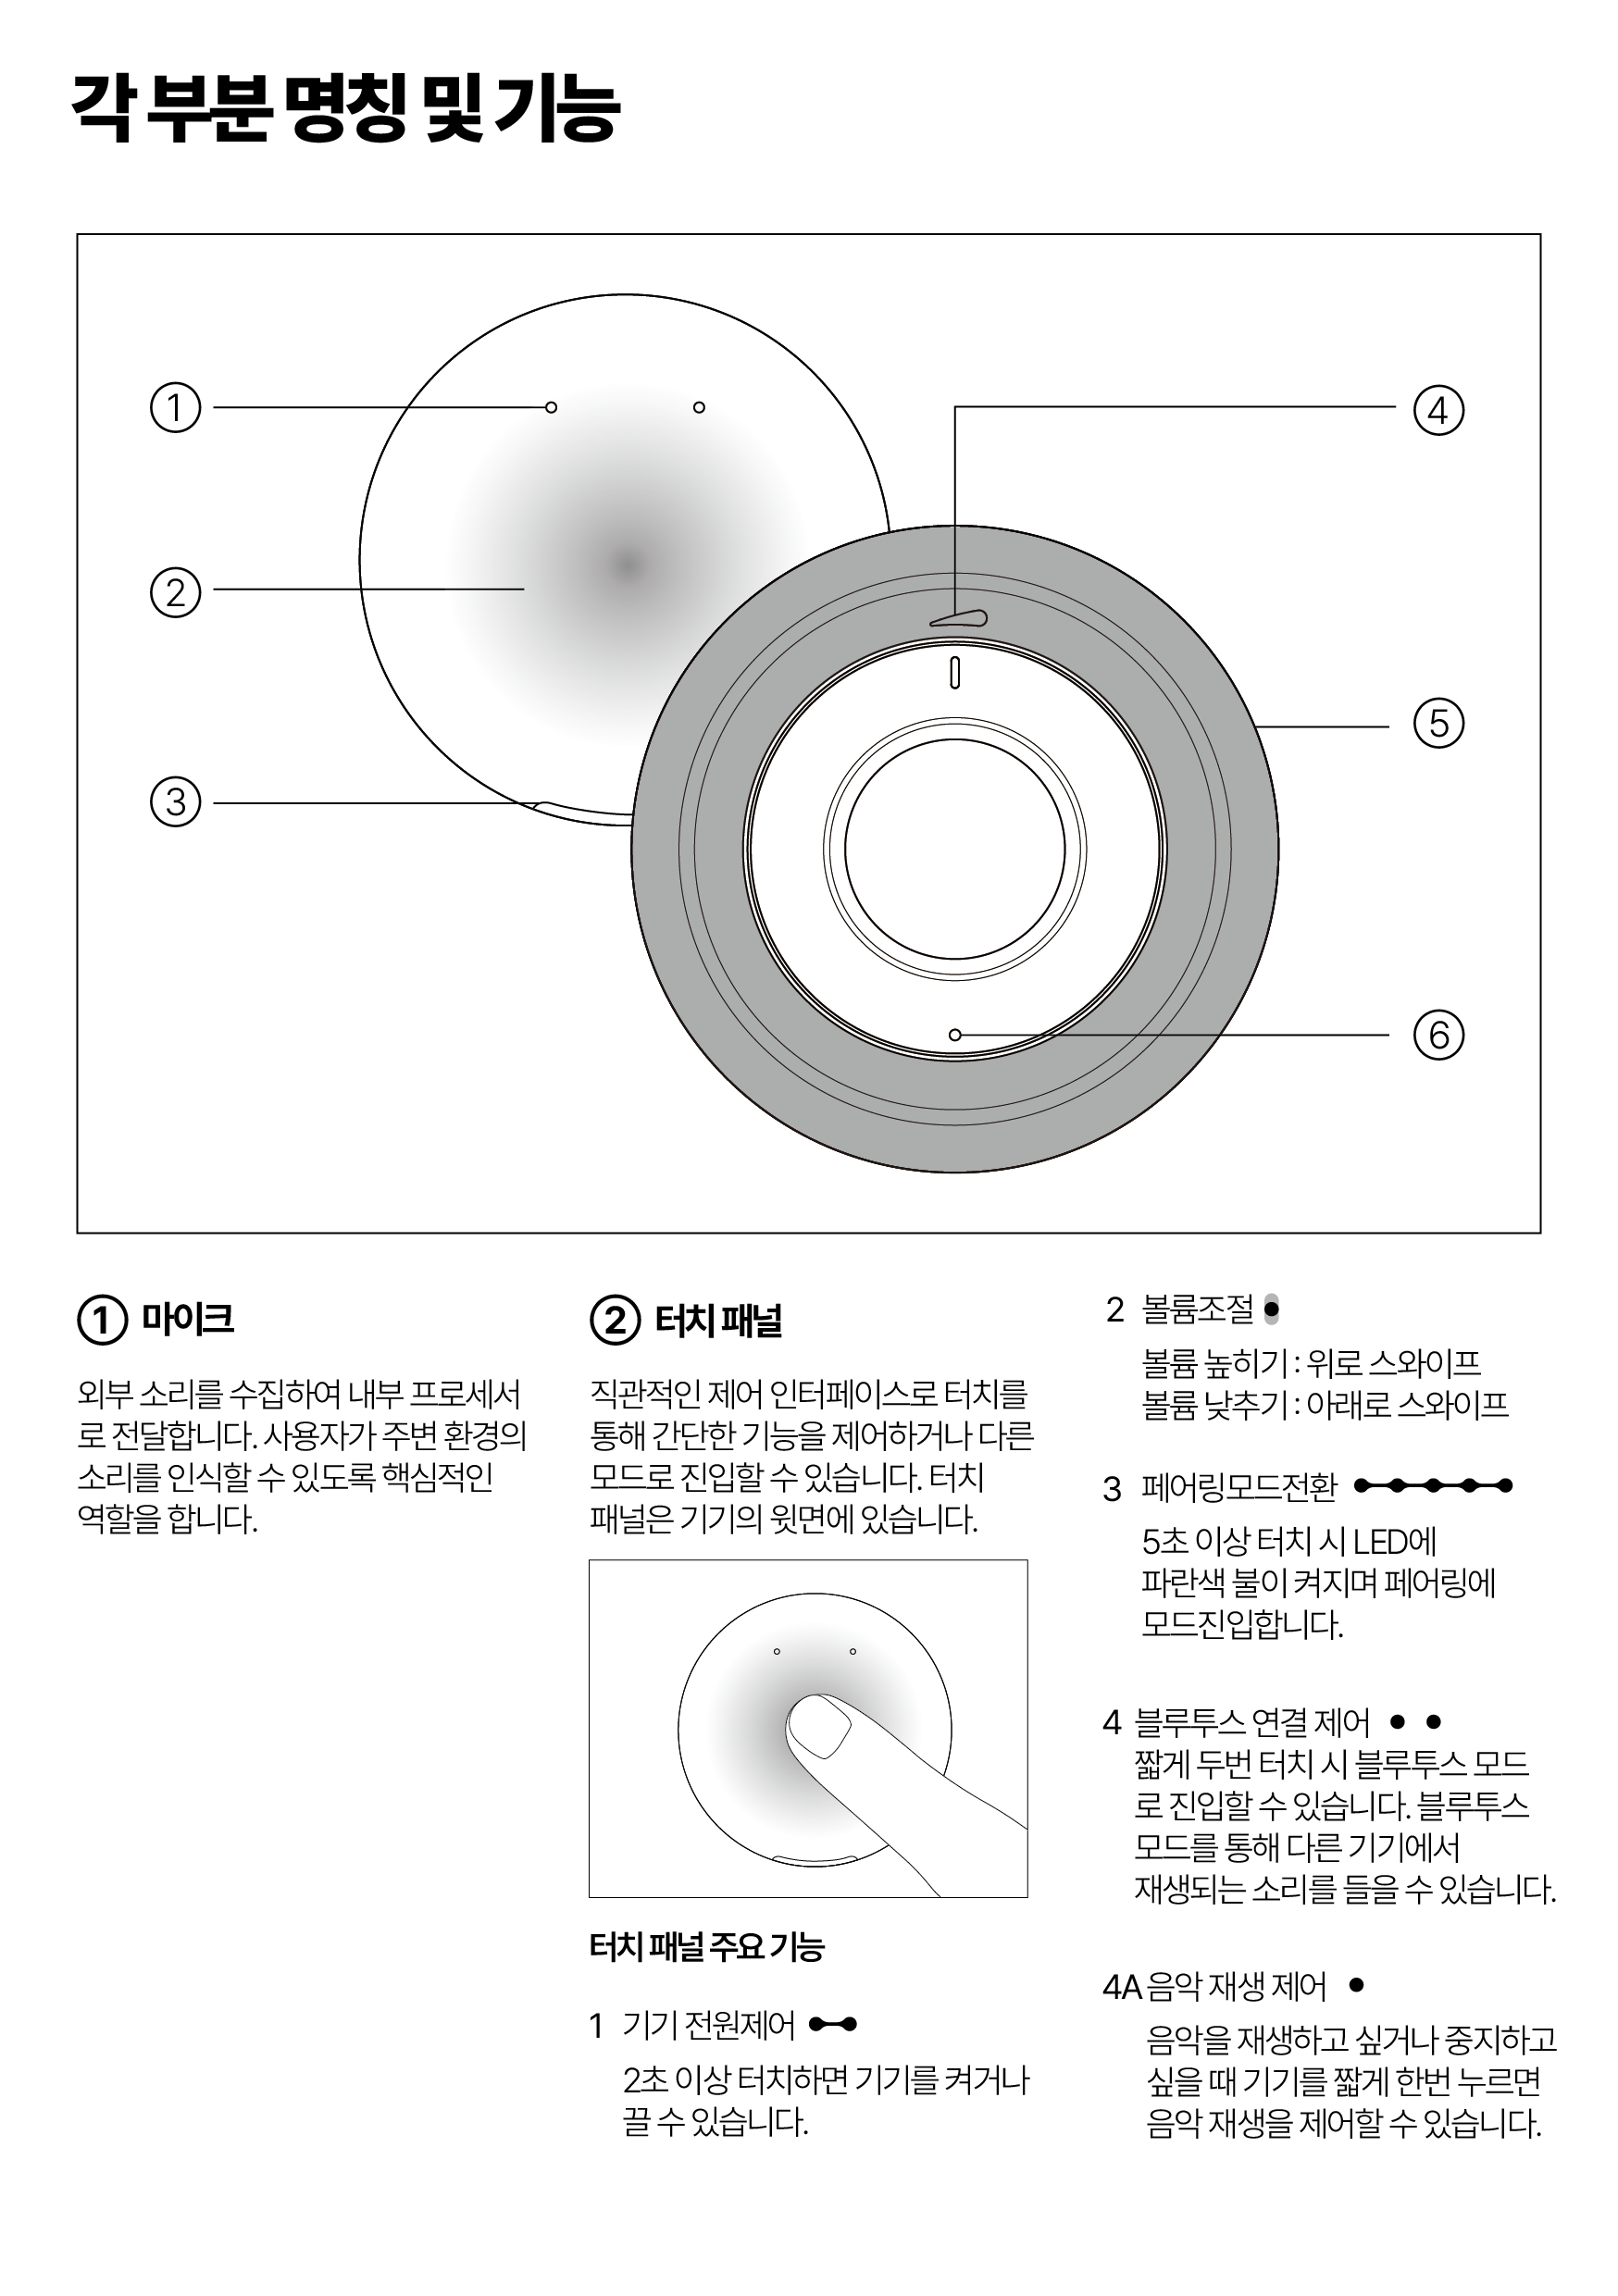 각 부분 명칭 및 기능
①
②
③
④
⑤
⑥
① 마이크
외부 소리를 수집하여 내부 프로세서
로 전달합니다. 사용자가 주변 환경의
소리를 인식할 수 있도록 핵심적인
역할을 합니다.
② 터치 패널
직관적인 제어 인터페이스로 터치를
통해 간단한 기능을 제어하거나 다른
모드로 진입할 수 있습니다. 터치
패널은 기기의 윗면에 있습니다.
터치 패널 주요 기능
1 기기 전원제어
2초 이상 터치하면 기기를 켜거나
끌 수 있습니다.
2 볼륨조절
볼륨 높히기 : 위로 스와이프
볼륨 낮추기 : 아래로 스와이프
3 페어링모드전환
5초 이상 터치 시 LED에
파란색 불이 켜지며 페어링에
모드진입합니다.
4 블루투스 연결 제어
짧게 두번 터치 시 블루투스 모드
로 진입할 수 있습니다. 블루투스
모드를 통해 다른 기기에서
재생되는 소리를 들을 수 있습니다.
4A 음악 재생 제어
음악을 재생하고 싶거나 중지하고
싶을 때 기기를 짧게 한번 누르면
음악 재생을 제어할 수 있습니다.